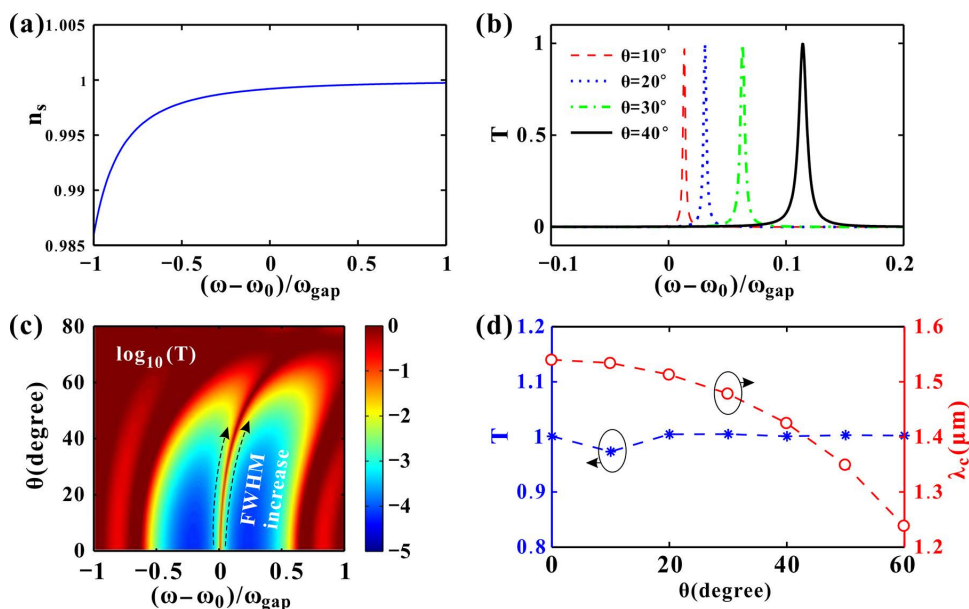 (a)
1.005
1
0.995
0.99
0.985
n_s
−1
−0.5
0
0.5
1
(ω−ω₀)/ω_gap
(b)
1
0.5
0
T
θ=10°
θ=20°
θ=30°
θ=40°
−0.1
0
0.1
0.2
(ω−ω₀)/ω_gap
(c)
80
60
40
20
0
θ(degree)
log₁₀(T)
FWHM
increase
−1
−0.5
0
0.5
1
(ω−ω₀)/ω_gap
0
−1
−2
−3
−4
−5
(d)
1.2
1.1
1
0.9
0.8
T
0
20
40
60
θ(degree)
1.6
1.5
1.4
1.3
1.2
λ_c(μm)